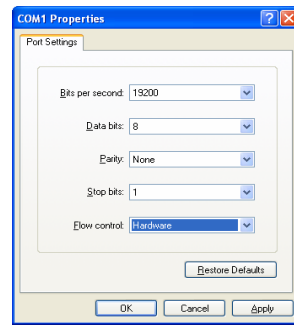 COM1 Properties
Port Settings
Bits per second: 19200
Data bits: 8
Parity: None
Stop bits: 1
Flow control: Hardware
Restore Defaults
OK Cancel Apply